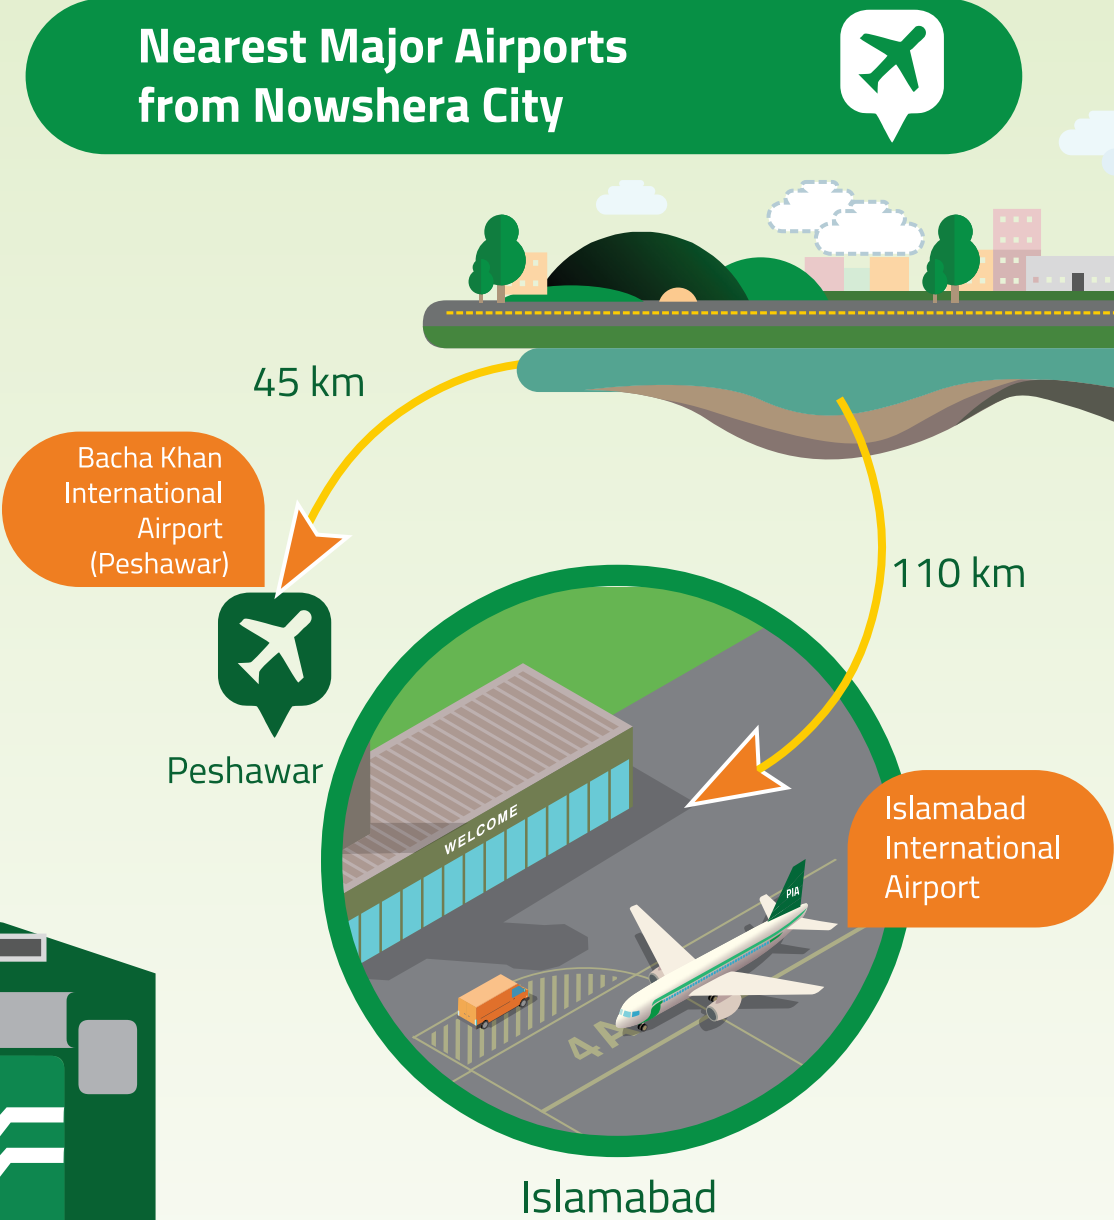 Nearest Major Airports
from Nowshera City
45 km
Bacha Khan
International
Airport
(Peshawar)
110 km
Peshawar
WELCOME
Islamabad
International
Airport
PIA
4A
Islamabad